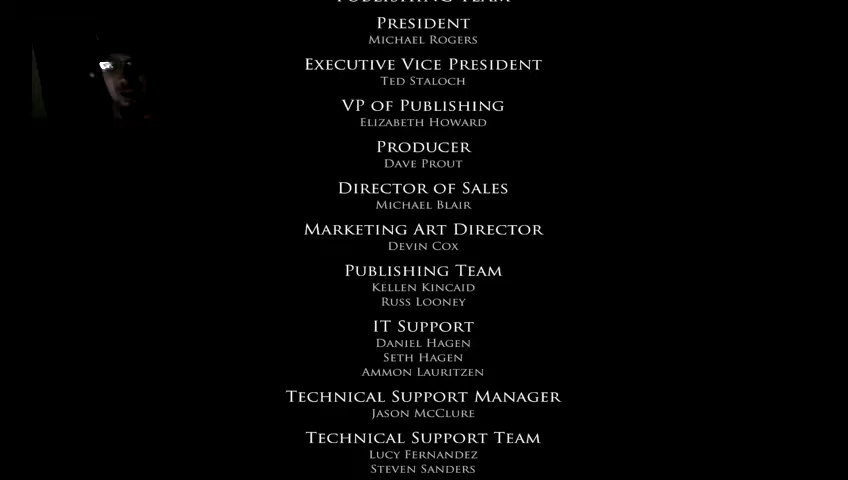 Publishing Team
President
Michael Rogers
Executive Vice President
Ted Staloch
VP of Publishing
Elizabeth Howard
Producer
Dave Prout
Director of Sales
Michael Blair
Marketing Art Director
Devin Cox
Publishing Team
Kellen Kincaid
Russ Looney
IT Support
Daniel Hagen
Seth Hagen
Ammon Lauritzen
Technical Support Manager
Jason McClure
Technical Support Team
Lucy Fernandez
Steven Sanders